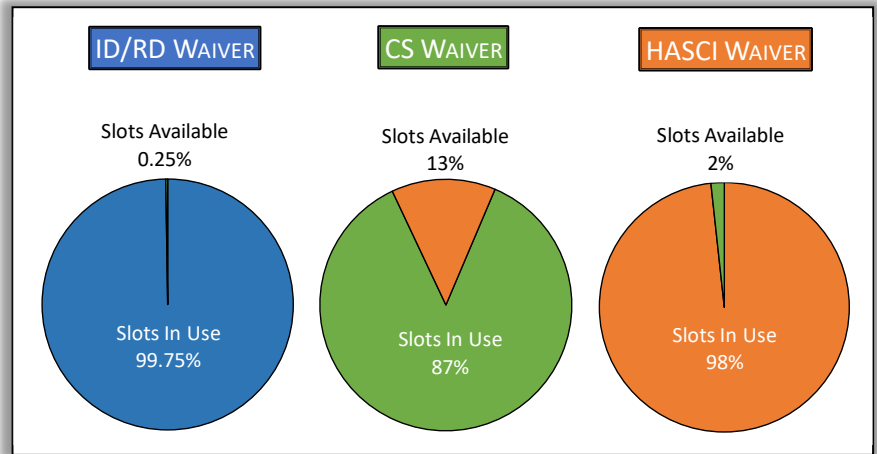 ID/RD WAIVER
CS WAIVER
HASCI WAIVER
Slots Available
0.25%
Slots Available
13%
Slots Available
2%
Slots In Use
99.75%
Slots In Use
87%
Slots In Use
98%